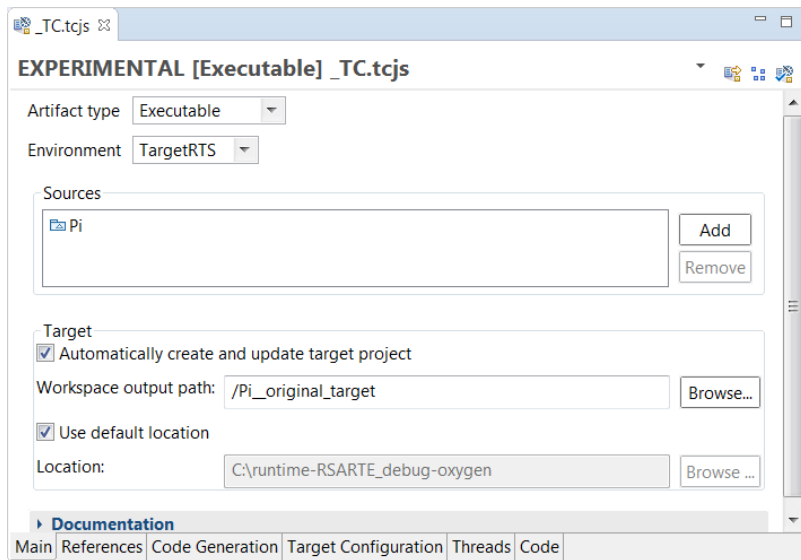 _TC.tcjs
EXPERIMENTAL [Executable] _TC.tcjs
Artifact type Executable
Environment TargetRTS
Sources
Pi
Add
Remove
Target
Automatically create and update target project
Workspace output path: /Pi__original_target Browse...
Use default location
Location: C:\runtime-RSARTE_debug-oxygen Browse ...
Documentation
Main References Code Generation Target Configuration Threads Code